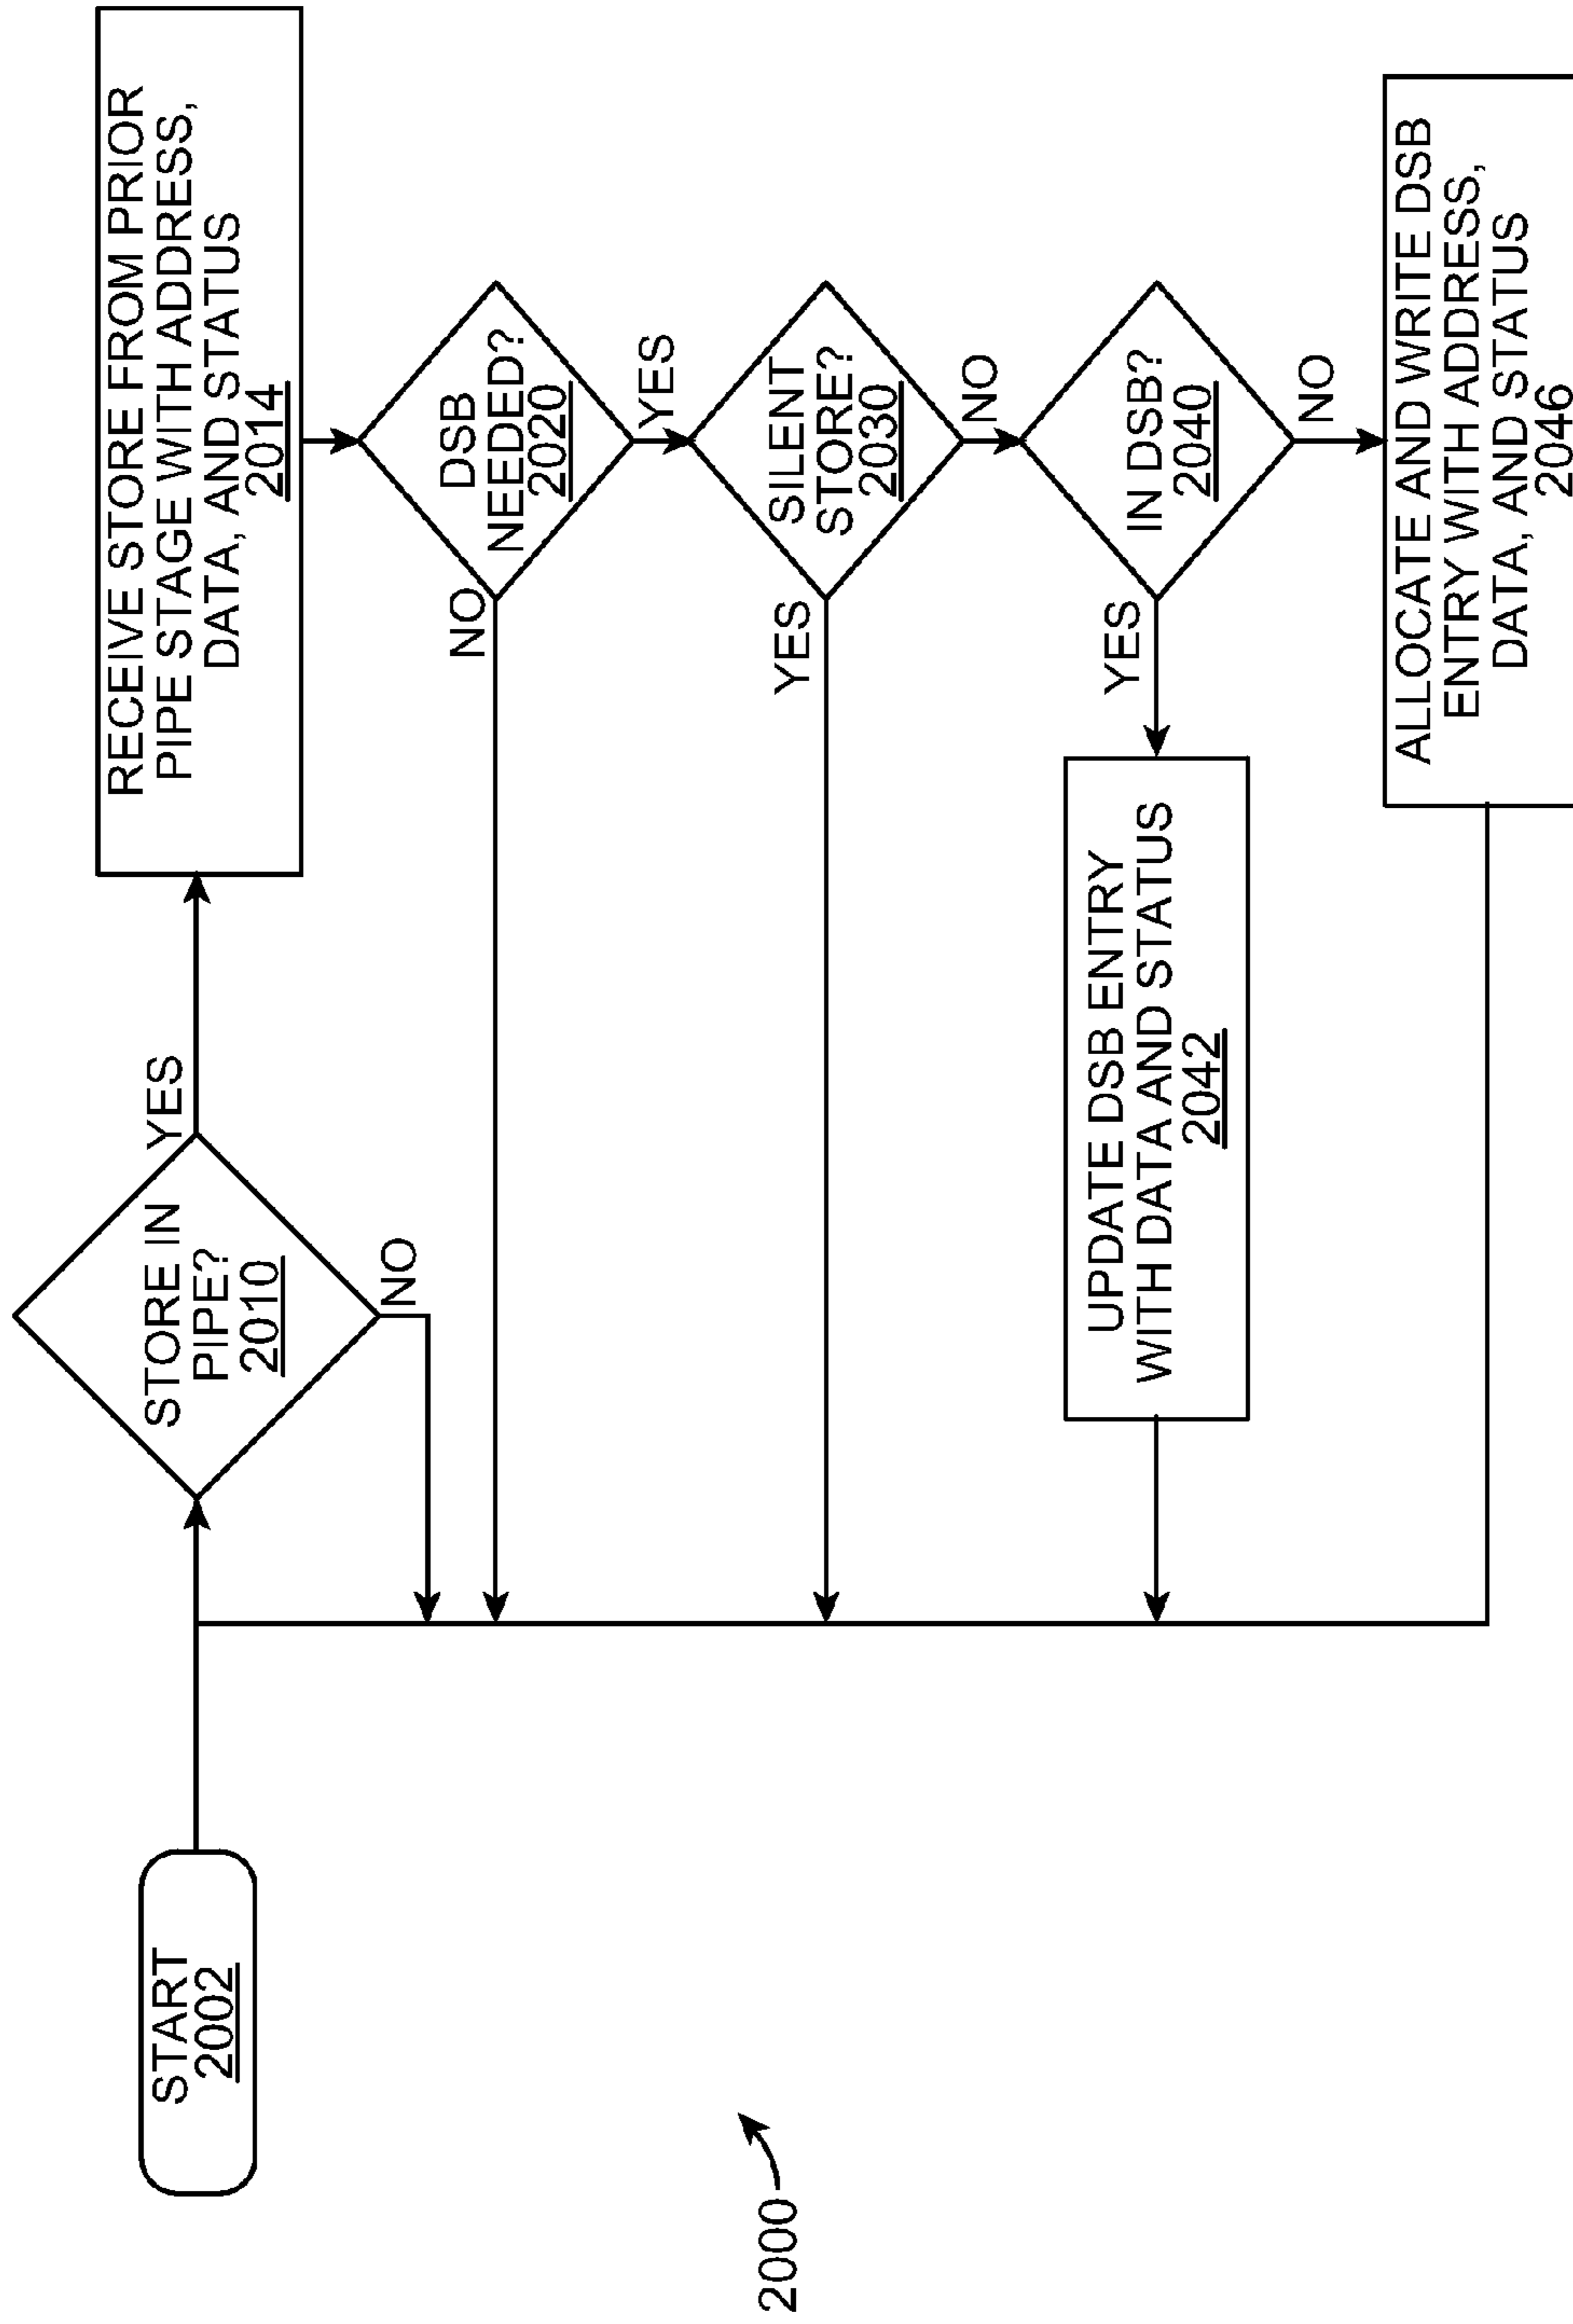 START
2002
STORE IN
PIPE?
2010
YES
NO
RECEIVE STORE FROM PRIOR
PIPE STAGE WITH ADDRESS,
DATA, AND STATUS
2014
DSB
NEEDED?
2020
NO
YES
SILENT
STORE?
2030
YES
NO
IN DSB?
2040
YES
NO
UPDATE DSB ENTRY
WITH DATA AND STATUS
2042
ALLOCATE AND WRITE DSB
ENTRY WITH ADDRESS,
DATA, AND STATUS
2046
2000